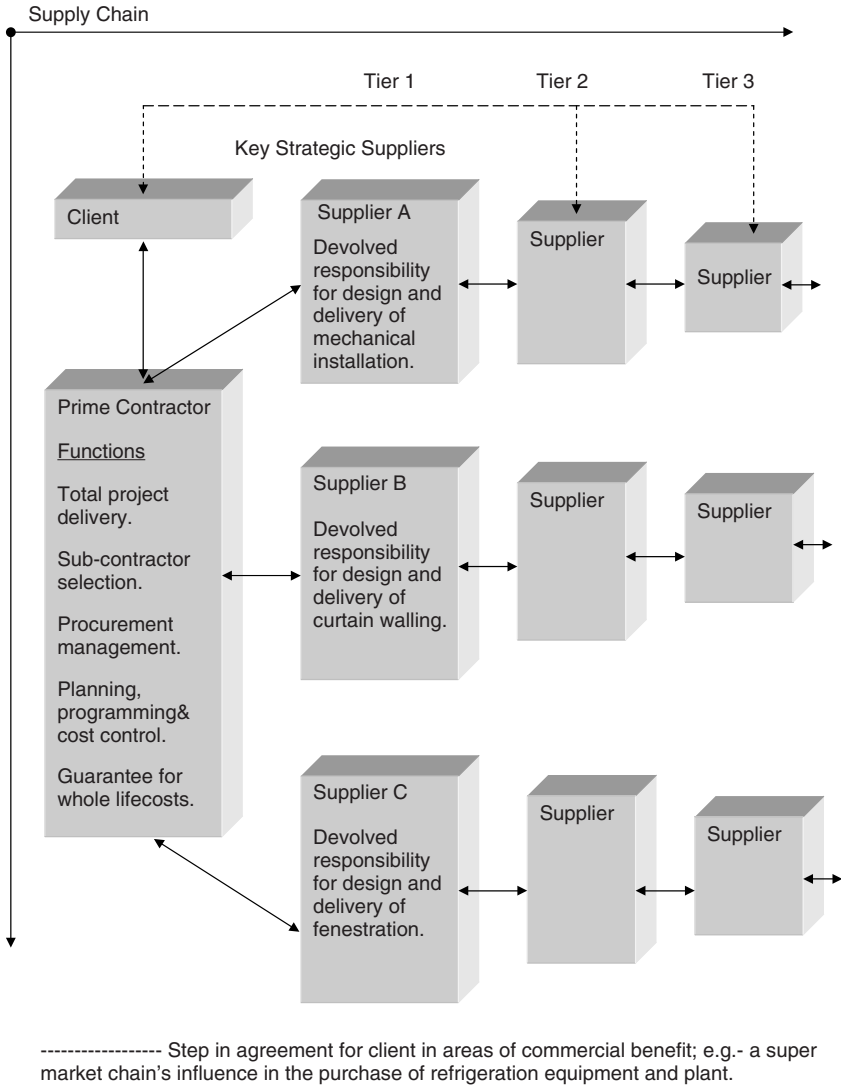 Supply Chain
Tier 1
Tier 2
Tier 3
Key Strategic Suppliers
Client
Supplier A
Devolved
responsibility
for design and
delivery of
mechanical
installation.
Supplier
Supplier
Prime Contractor
Functions
Total project
delivery.
Sub-contractor
selection.
Procurement
management.
Planning,
programming&
cost control.
Guarantee for
whole lifecosts.
Supplier B
Devolved
responsibility
for design and
delivery of
curtain walling.
Supplier
Supplier
Supplier C
Devolved
responsibility
for design and
delivery of
fenestration.
Supplier
Supplier
------------------ Step in agreement for client in areas of commercial benefit; e.g.- a super
market chain's influence in the purchase of refrigeration equipment and plant.